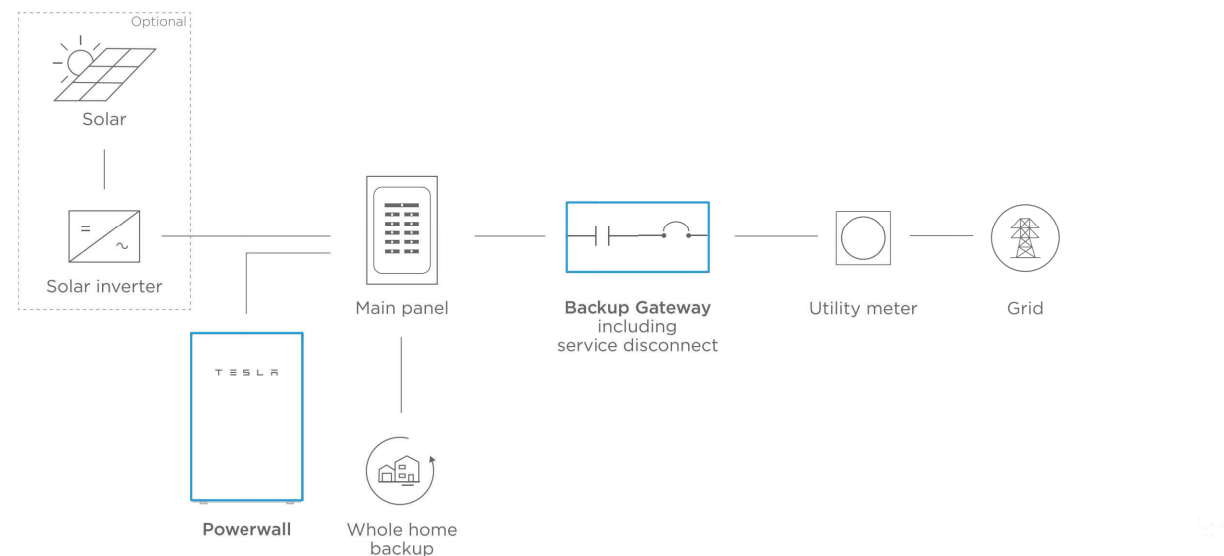 Optional
Solar
Solar inverter
TESLA
Powerwall
Main panel
Whole home
backup
Backup Gateway
including
service disconnect
Utility meter
Grid